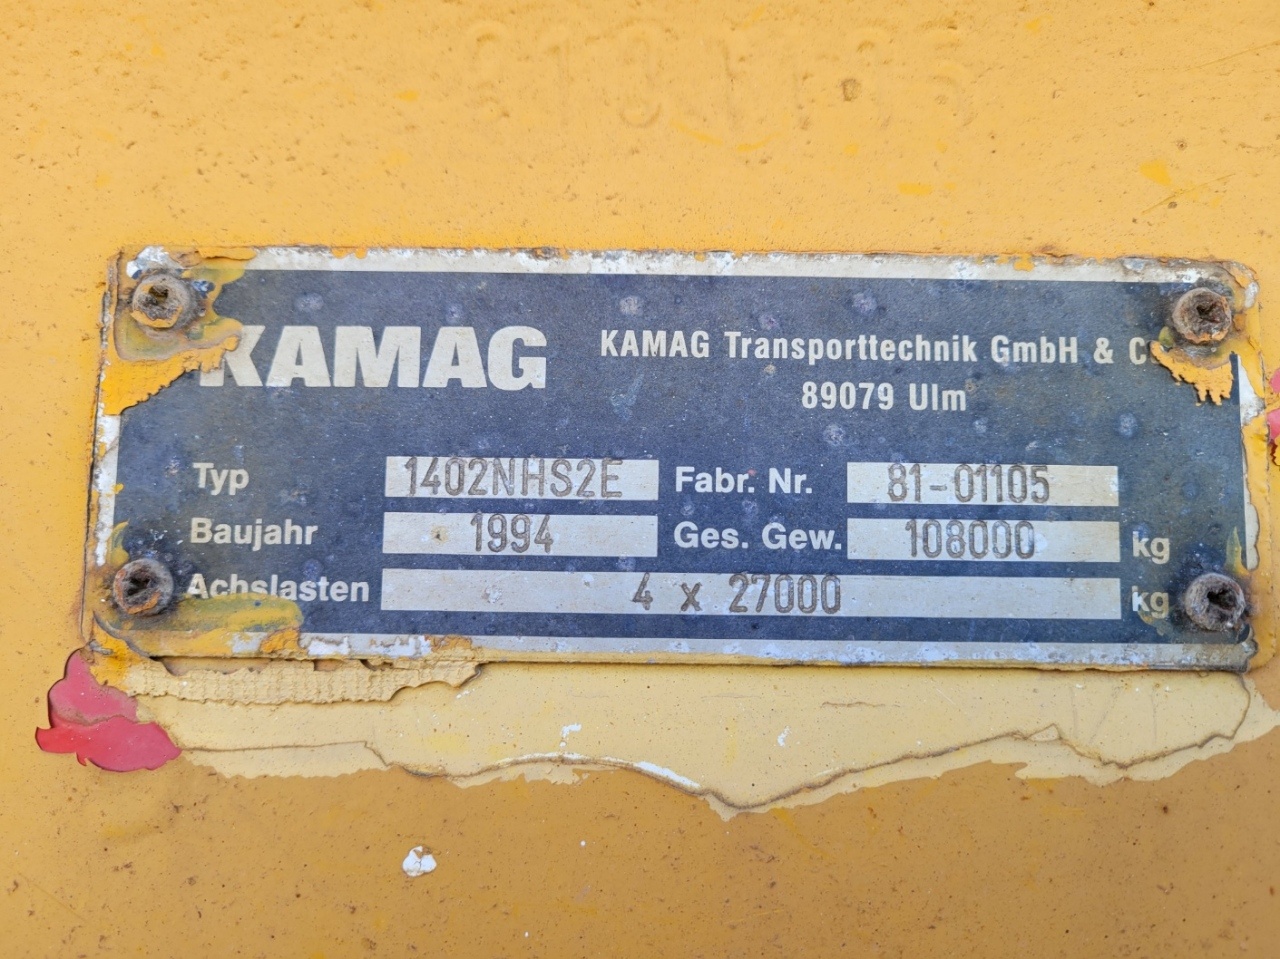 KAMAG
KAMAG Transporttechnik GmbH & C
89079 Ulm
Typ 1402NHS2E Fabr. Nr. 81-01105
Baujahr 1994 Ges. Gew. 108000 kg
Achslasten 4 x 27000 kg